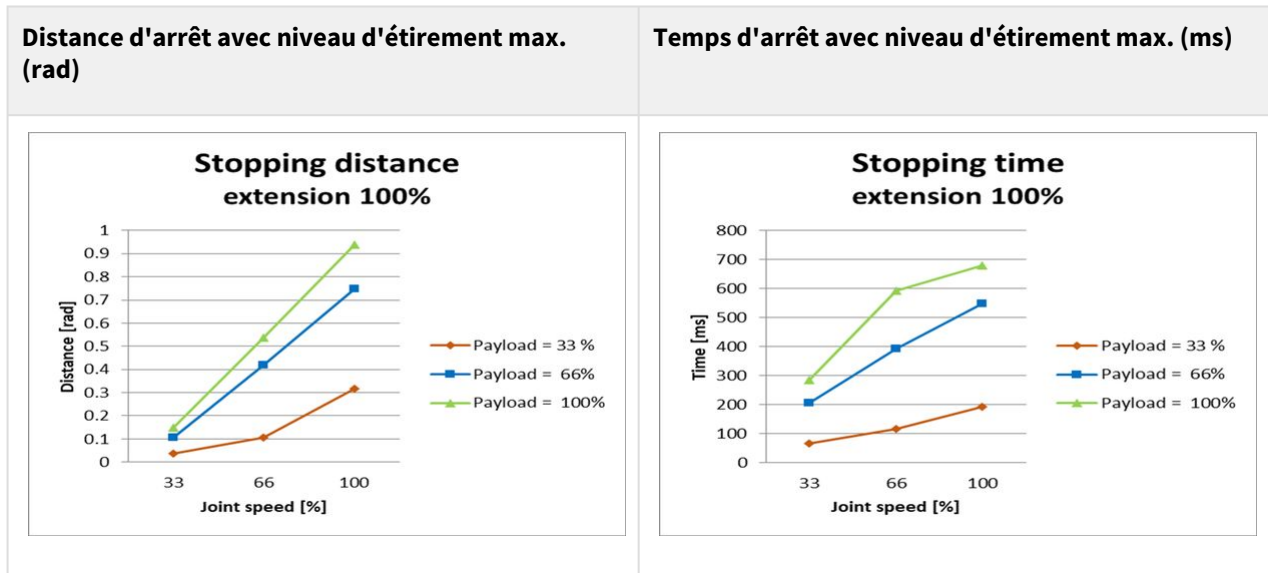 Distance d'arrêt avec niveau d'étirement max.
(rad)
Temps d'arrêt avec niveau d'étirement max. (ms)
Stopping distance
extension 100%
1
0.9
0.8
0.7
0.6
0.5
0.4
0.3
0.2
0.1
0
Distance [rad]
33 66 100
Joint speed [%]
Payload = 33 %
Payload = 66%
Payload = 100%
Stopping time
extension 100%
800
700
600
500
400
300
200
100
0
Time [ms]
33 66 100
Joint speed [%]
Payload = 33 %
Payload = 66%
Payload = 100%